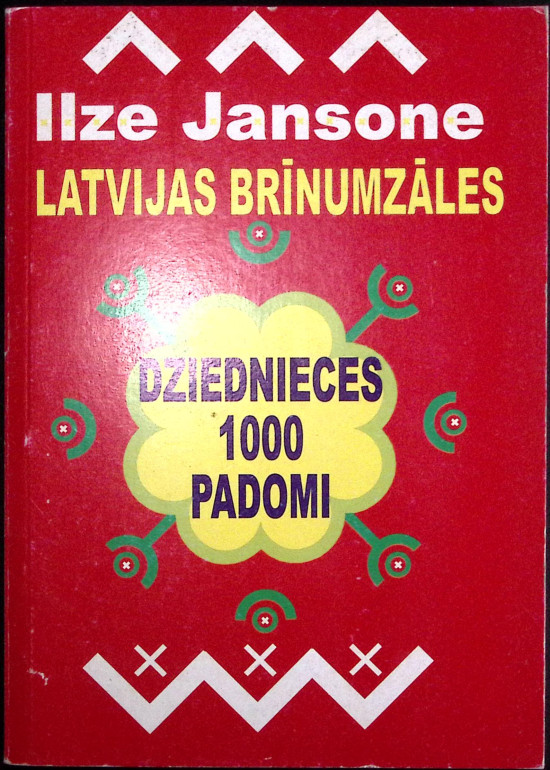 Ilze Jansone
LATVIJAS BRĪNUMZĀLES
DZIEDNIECES
1000
PADOMI